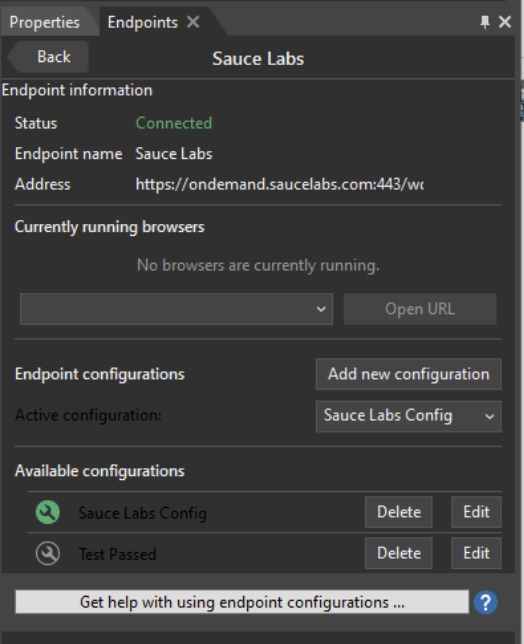 Properties Endpoints
Back Sauce Labs
Endpoint information
Status Connected
Endpoint name Sauce Labs
Address https://ondemand.saucelabs.com:443/wc
Currently running browsers
No browsers are currently running.
Open URL
Endpoint configurations Add new configuration
Active configuration: Sauce Labs Config
Available configurations
Sauce Labs Config Delete Edit
Test Passed Delete Edit
Get help with using endpoint configurations ... ?